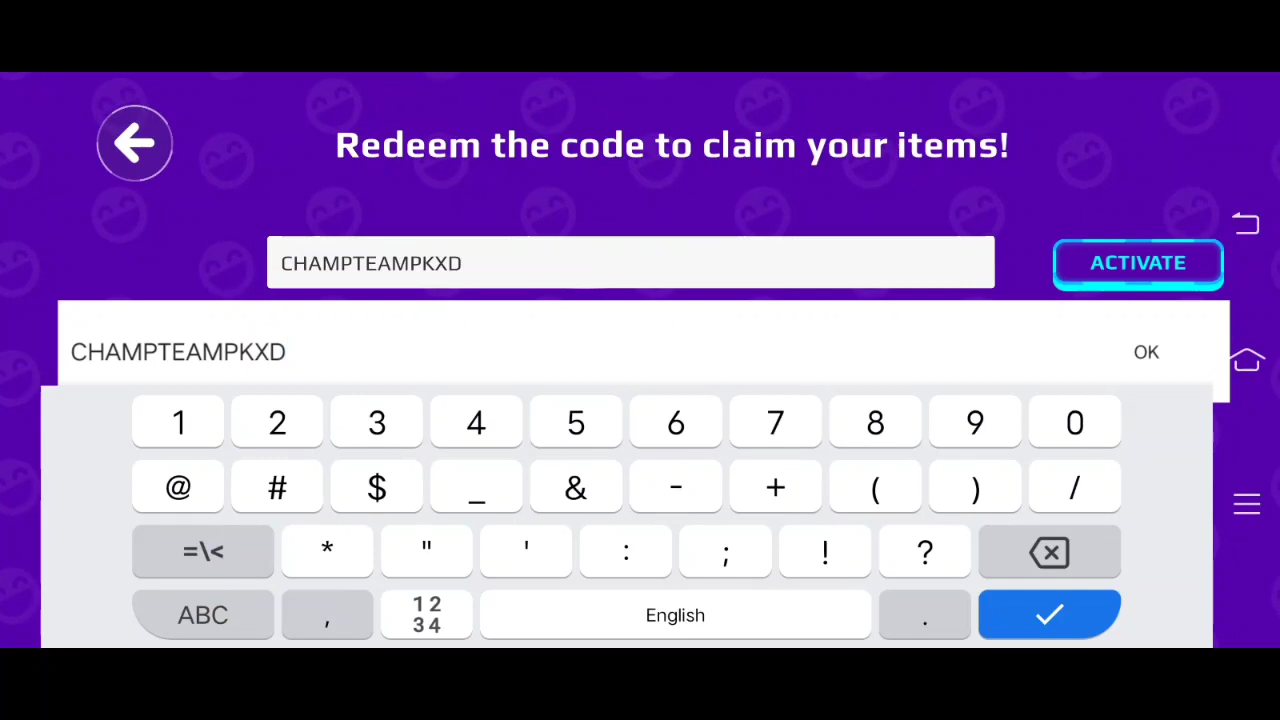 Redeem the code to claim your items!
CHAMPTEAMPKXD
ACTIVATE
CHAMPTEAMPKXD
OK
1 2 3 4 5 6 7 8 9 0
@ # $ _ & - + ( ) /
=\< * " ' : ; ! ?
ABC , 12 34 English .